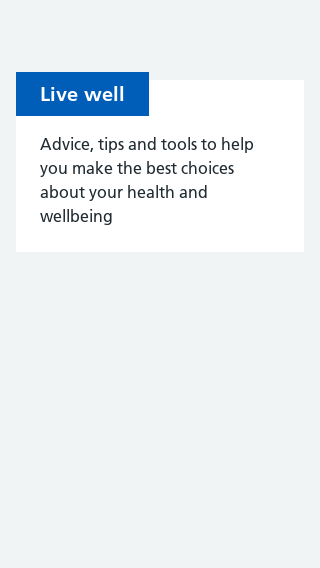 Live well
Advice, tips and tools to help
you make the best choices
about your health and
wellbeing